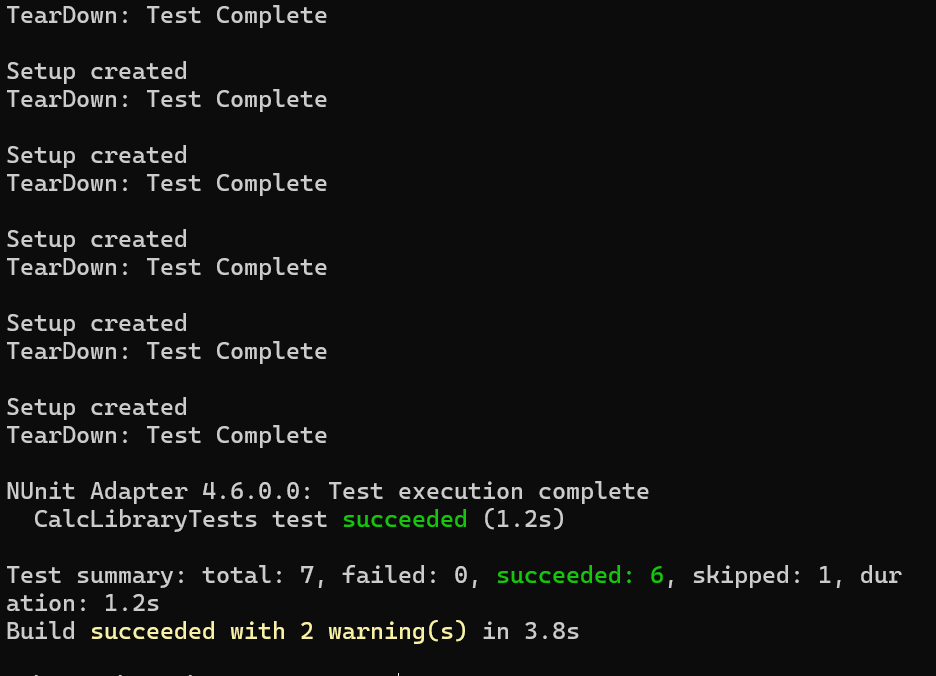 TearDown: Test Complete
Setup created
TearDown: Test Complete
Setup created
TearDown: Test Complete
Setup created
TearDown: Test Complete
Setup created
TearDown: Test Complete
Setup created
TearDown: Test Complete
NUnit Adapter 4.6.0.0: Test execution complete
CalcLibraryTests test succeeded (1.2s)
Test summary: total: 7, failed: 0, succeeded: 6, skipped: 1, dur
ation: 1.2s
Build succeeded with 2 warning(s) in 3.8s